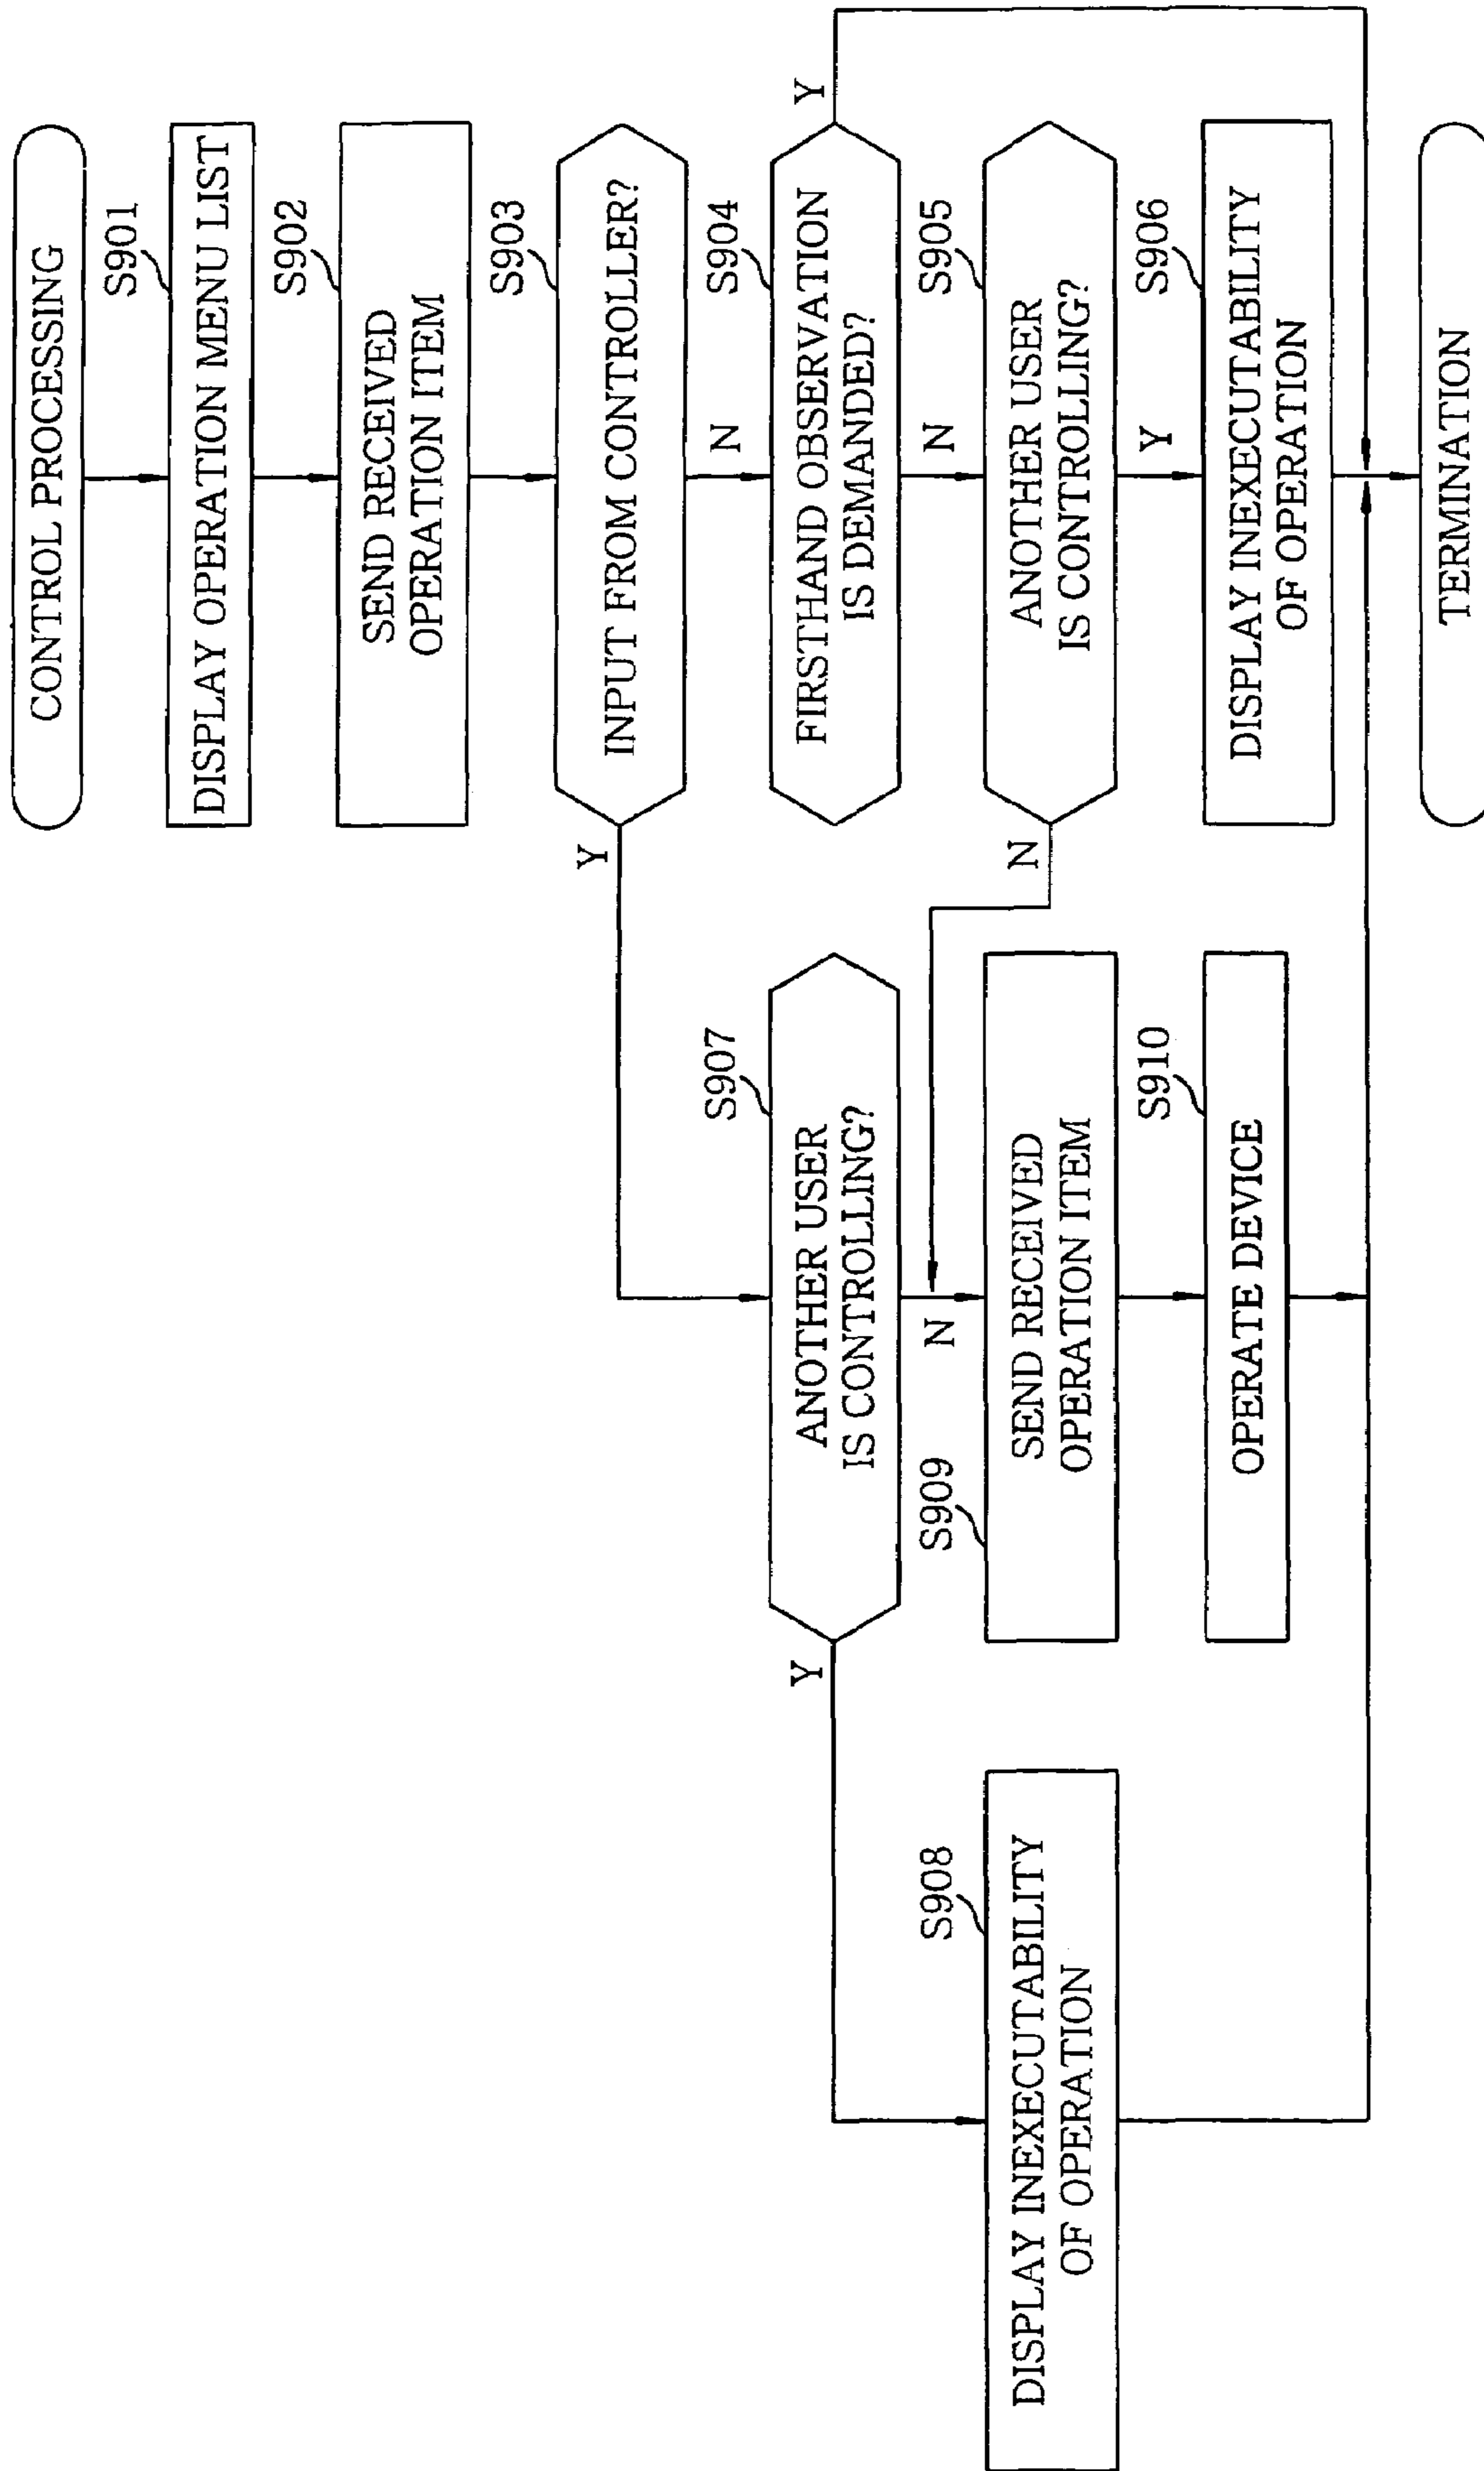 CONTROL PROCESSING
S901
DISPLAY OPERATION MENU LIST
S902
SEND RECEIVED
OPERATION ITEM
S903
INPUT FROM CONTROLLER?
Y
N
S904
FIRSTHAND OBSERVATION
IS DEMANDED?
Y
N
S905
ANOTHER USER
IS CONTROLLING?
N
Y
S906
DISPLAY INEXECUTABILITY
OF OPERATION
S907
ANOTHER USER
IS CONTROLLING?
Y
N
S908
DISPLAY INEXECUTABILITY
OF OPERATION
S909
SEND RECEIVED
OPERATION ITEM
S910
OPERATE DEVICE
TERMINATION